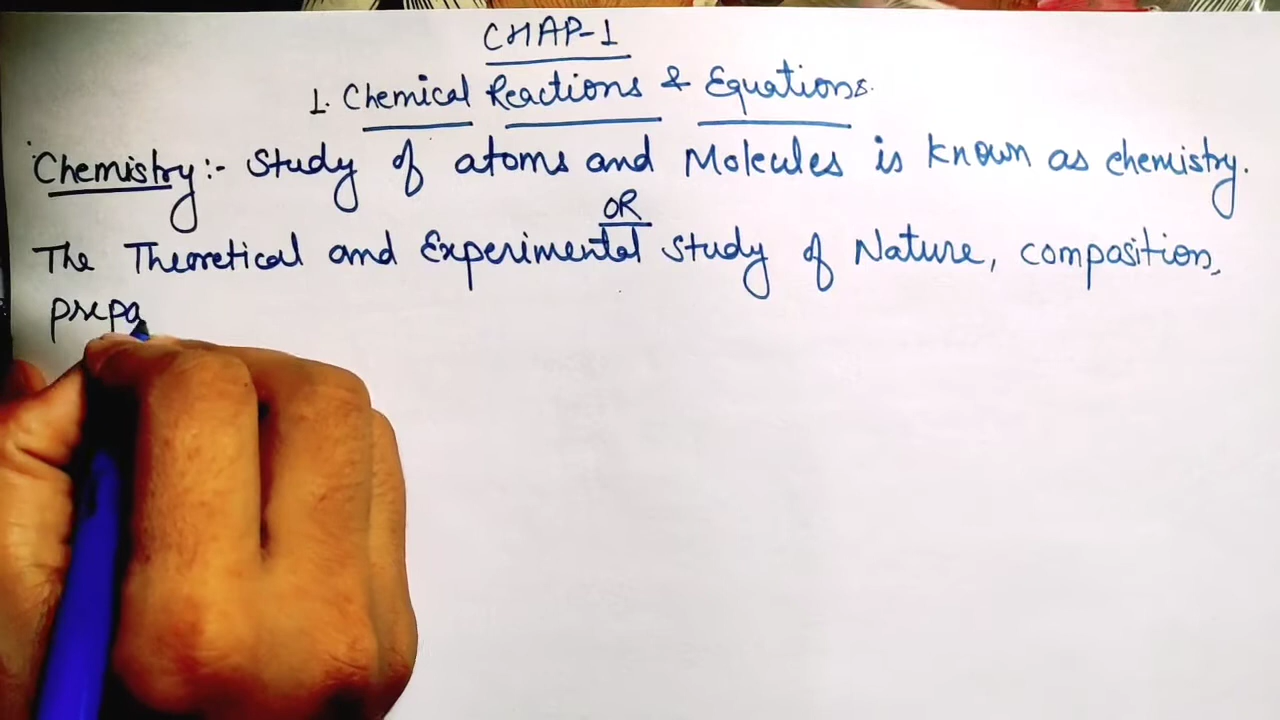 CHAP-1
1. Chemical Reactions & Equations.
Chemistry:- Study of atoms and Molecules is known as chemistry.
OR
The Theoretical and Experimental study of Nature, composition,
prepa